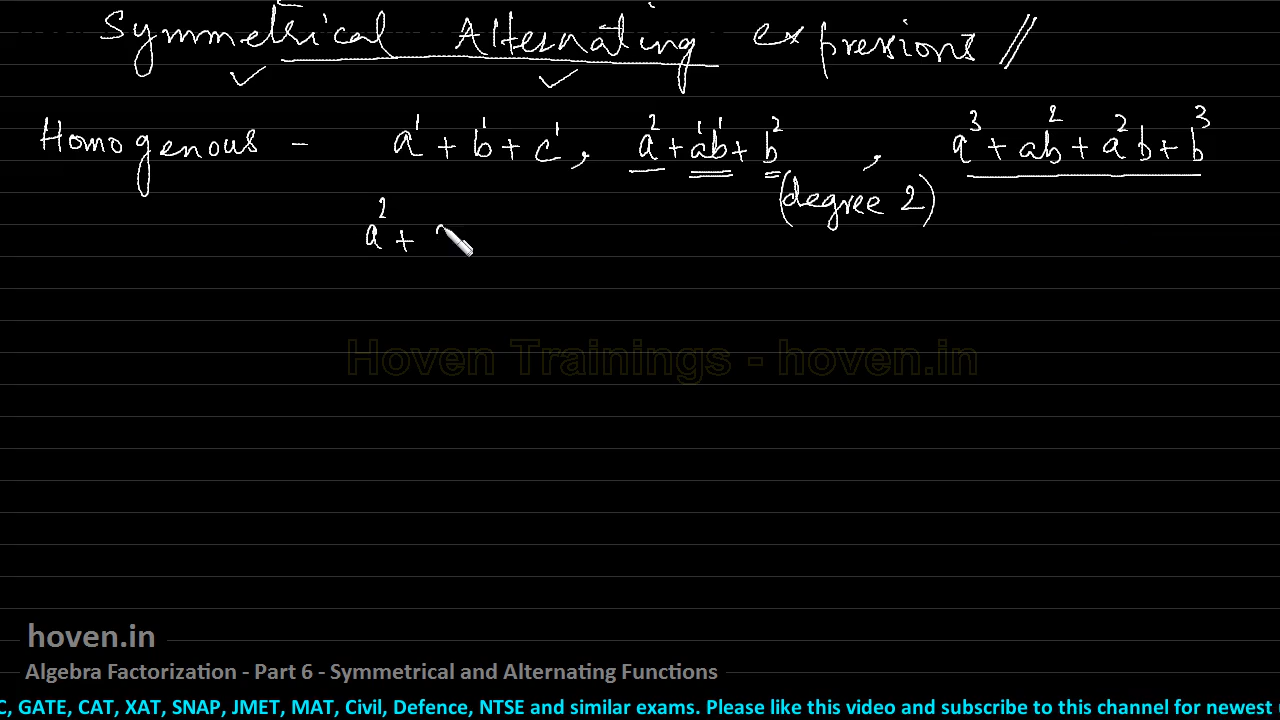 Symmetrical Alternating expressions //
Homogenous - a¹ + b¹ + c¹, a² + a¹b¹ + b², a³ + ab² + a²b + b³
(degree 2)
a² +
Hoven Trainings - hoven.in
hoven.in
Algebra Factorization - Part 6 - Symmetrical and Alternating Functions
C, GATE, CAT, XAT, SNAP, JMET, MAT, Civil, Defence, NTSE and similar exams. Please like this video and subscribe to this channel for newest